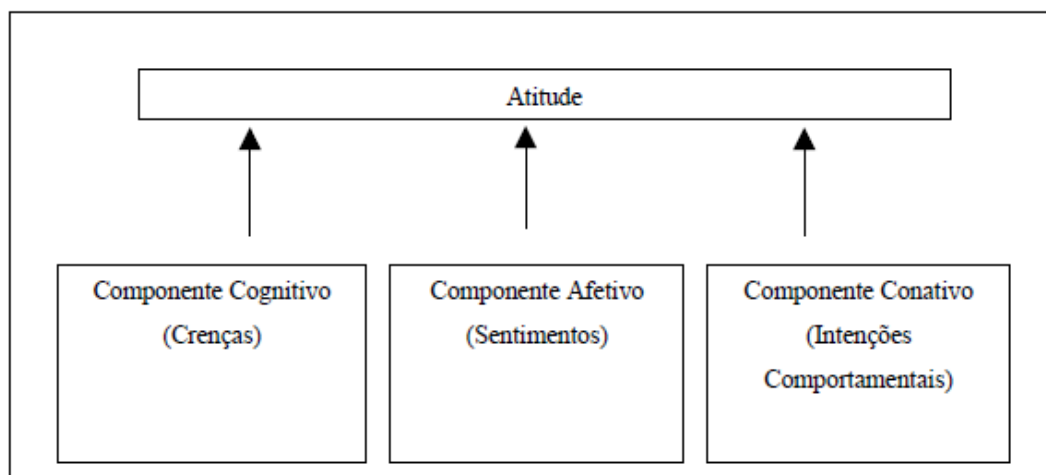 Atitude
Componente Cognitivo
(Crenças)
Componente Afetivo
(Sentimentos)
Componente Conativo
(Intenções
Comportamentais)